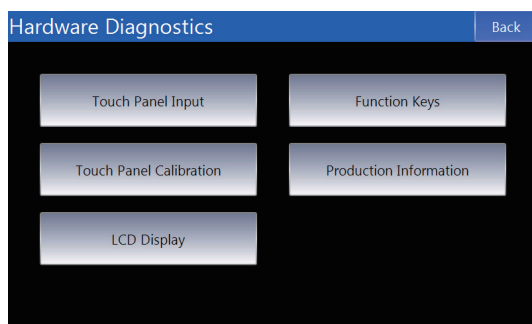 Hardware Diagnostics
Back
Touch Panel Input
Function Keys
Touch Panel Calibration
Production Information
LCD Display